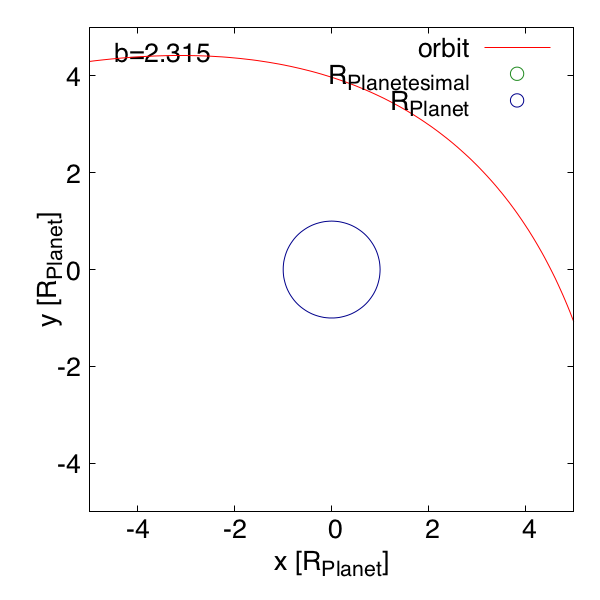 b=2.315
orbit
R_Planetesimal
R_Planet
4
2
0
-2
-4
y [R_Planet]
-4 -2 0 2 4
x [R_Planet]